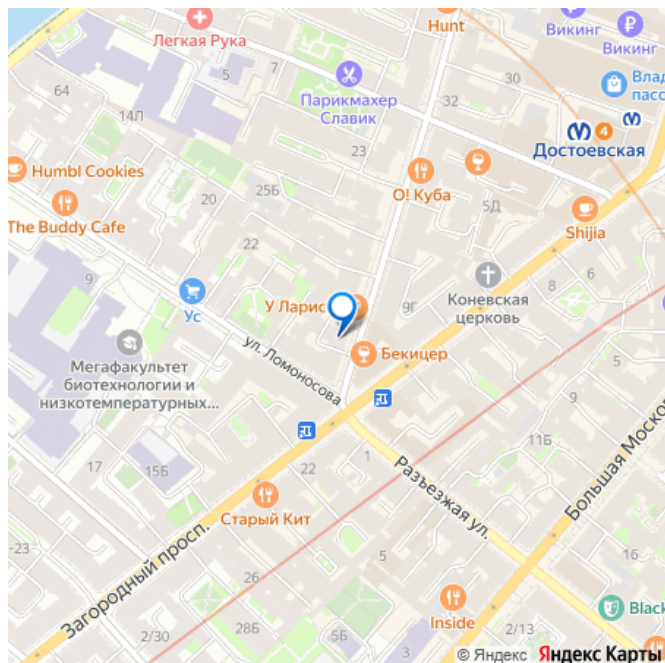 Легкая Рука
Hunt
Викинг
Викинг
64
5
7
Парикмахер
Славик
32
30
Влад
пасс
14Л
23
4
Достоевская
Humbl Cookies
20
25Б
О! Куба
5Д
The Buddy Cafe
Shijia
22
8
6
9
Ус
У Ларис
9Г
Коневская
церковь
Бекицер
ул. Ломоносова
Мегафакультет
биотехнологии и
низкотемпературных...
17
15Б
22
1
11Б
Разъезжая ул.
Большая Моско
Старый Кит
-23
Загородный просп.
5
16
26
Inside
Black
2/30
28Б
5
3
2/13
© Яндекс Яндекс Карты